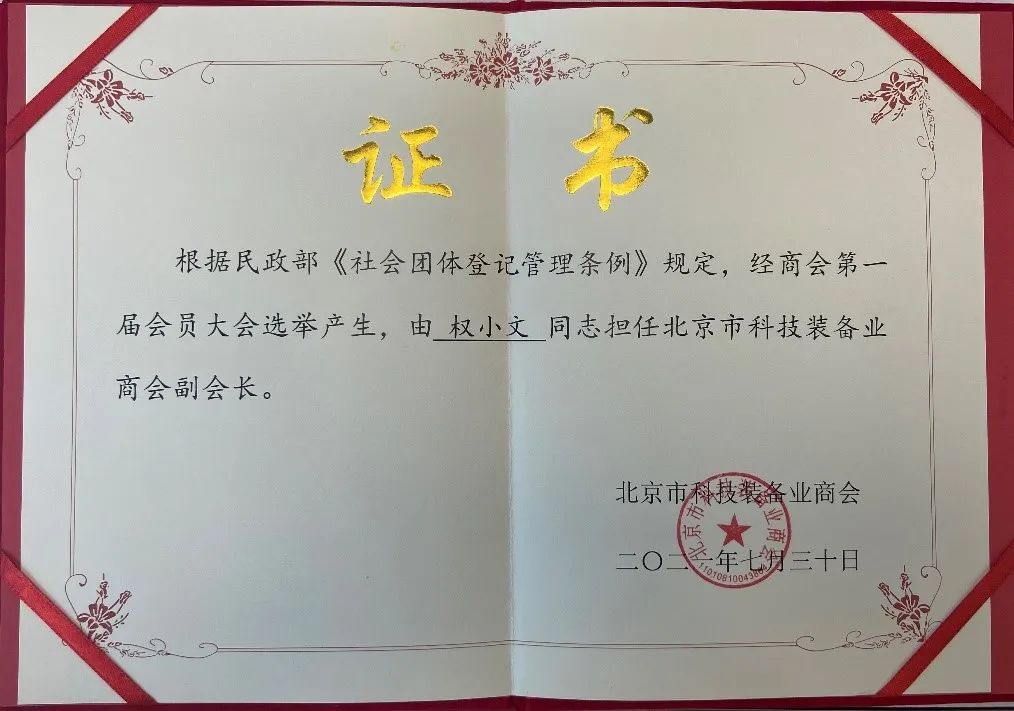 证书
根据民政部《社会团体登记管理条例》规定，经商会第一
届会员大会选举产生，由 权小文 同志担任北京市科技装备业
商会副会长。
北京市科技装备业商会
二〇二一年七月三十日
北京市科技装备业商会